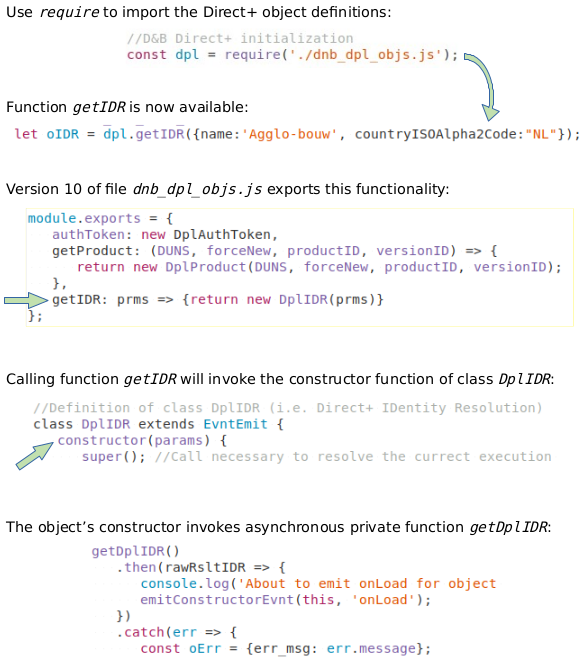 Use require to import the Direct+ object definitions:
//D&B Direct+ initialization
const dpl = require('./dnb_dpl_objs.js');
Function getIDR is now available:
let oIDR = dpl.getIDR({name:'Agglo-bouw', countryISOAlpha2Code:"NL"});
Version 10 of file dnb_dpl_objs.js exports this functionality:
module.exports = {
authToken: new DplAuthToken,
getProduct: (DUNS, forceNew, productID, versionID) => {
return new DplProduct(DUNS, forceNew, productID, versionID);
},
getIDR: prms => {return new DplIDR(prms)}
};
Calling function getIDR will invoke the constructor function of class DplIDR:
//Definition of class DplIDR (i.e. Direct+ IDentity Resolution)
class DplIDR extends EvntEmit {
constructor(params) {
super(); //Call necessary to resolve the currect execution
The object’s constructor invokes asynchronous private function getDplIDR:
getDplIDR()
.then(rawRsltIDR => {
console.log('About to emit onLoad for object
emitConstructorEvnt(this, 'onLoad');
})
.catch(err => {
const oErr = {err_msg: err.message};